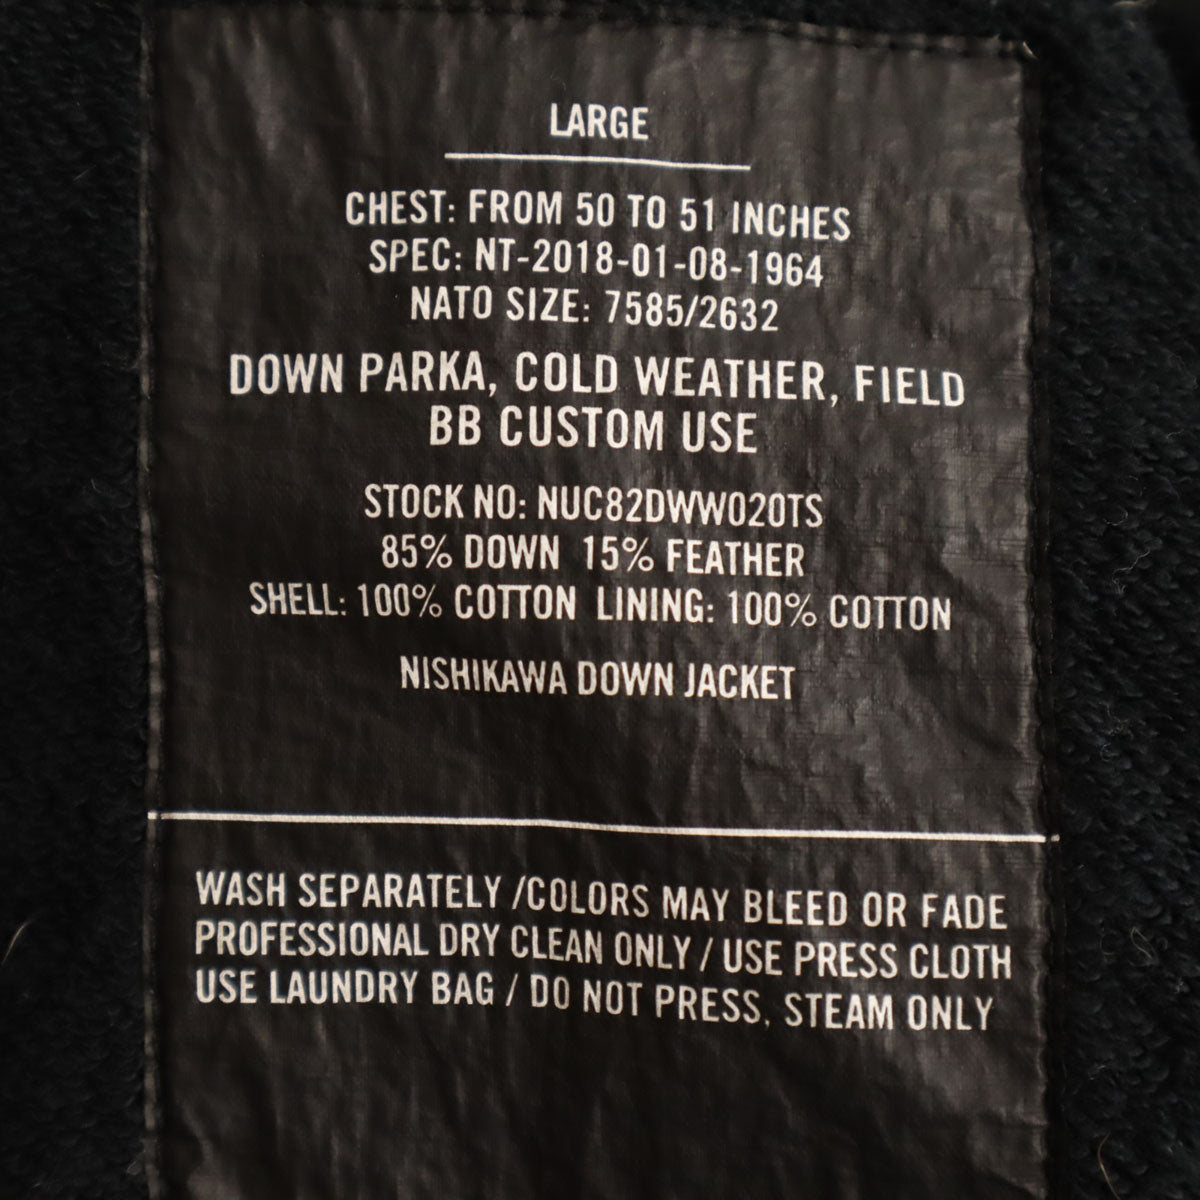 LARGE
CHEST: FROM 50 TO 51 INCHES
SPEC: NT-2018-01-08-1964
NATO SIZE: 7585/2632
DOWN PARKA, COLD WEATHER, FIELD
BB CUSTOM USE
STOCK NO: NUC82DWW020TS
85% DOWN 15% FEATHER
SHELL: 100% COTTON LINING: 100% COTTON
NISHIKAWA DOWN JACKET
WASH SEPARATELY /COLORS MAY BLEED OR FADE
PROFESSIONAL DRY CLEAN ONLY / USE PRESS CLOTH
USE LAUNDRY BAG / DO NOT PRESS, STEAM ONLY